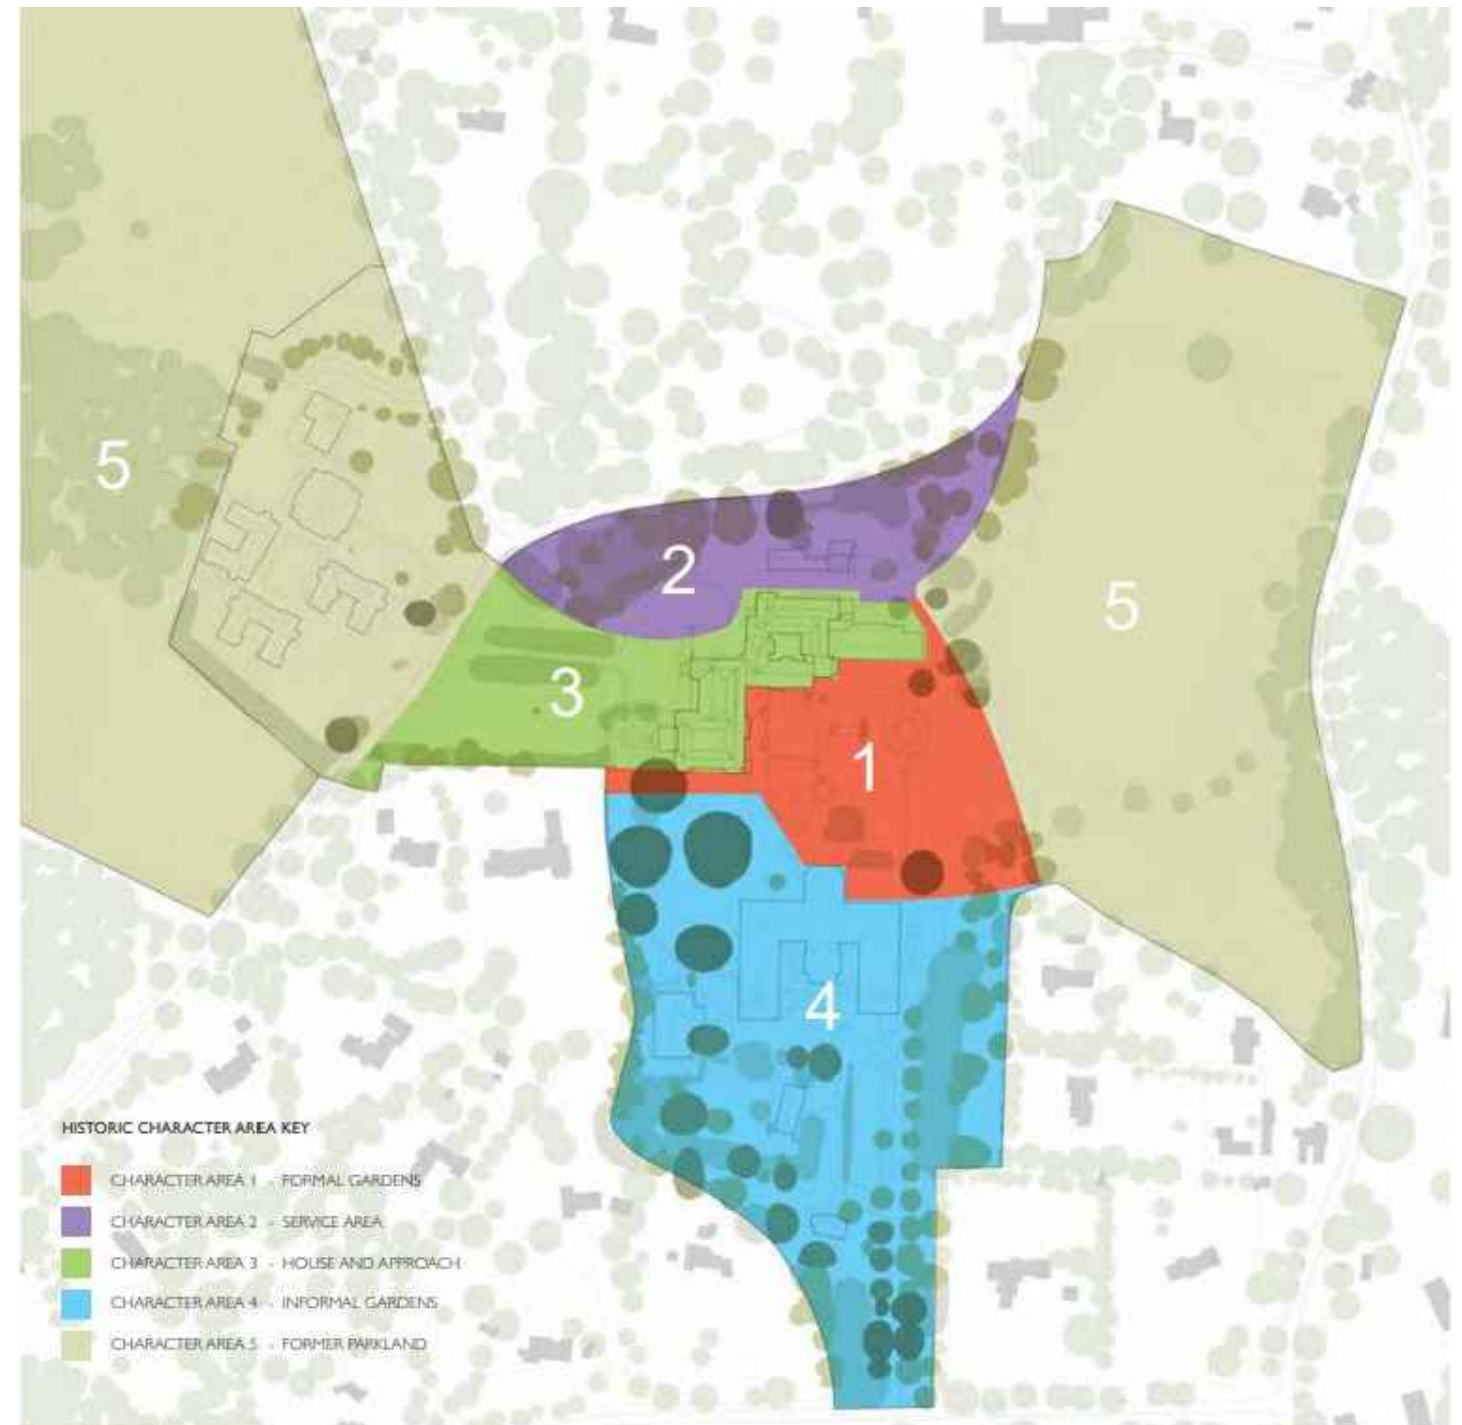 5
2
5
3
1
4
HISTORIC CHARACTER AREA KEY
CHARACTER AREA 1 - FORMAL GARDENS
CHARACTER AREA 2 - SERVICE AREA
CHARACTER AREA 3 - HOUSE AND APPROACH
CHARACTER AREA 4 - INFORMAL GARDENS
CHARACTER AREA 5 - FORMER PARKLAND